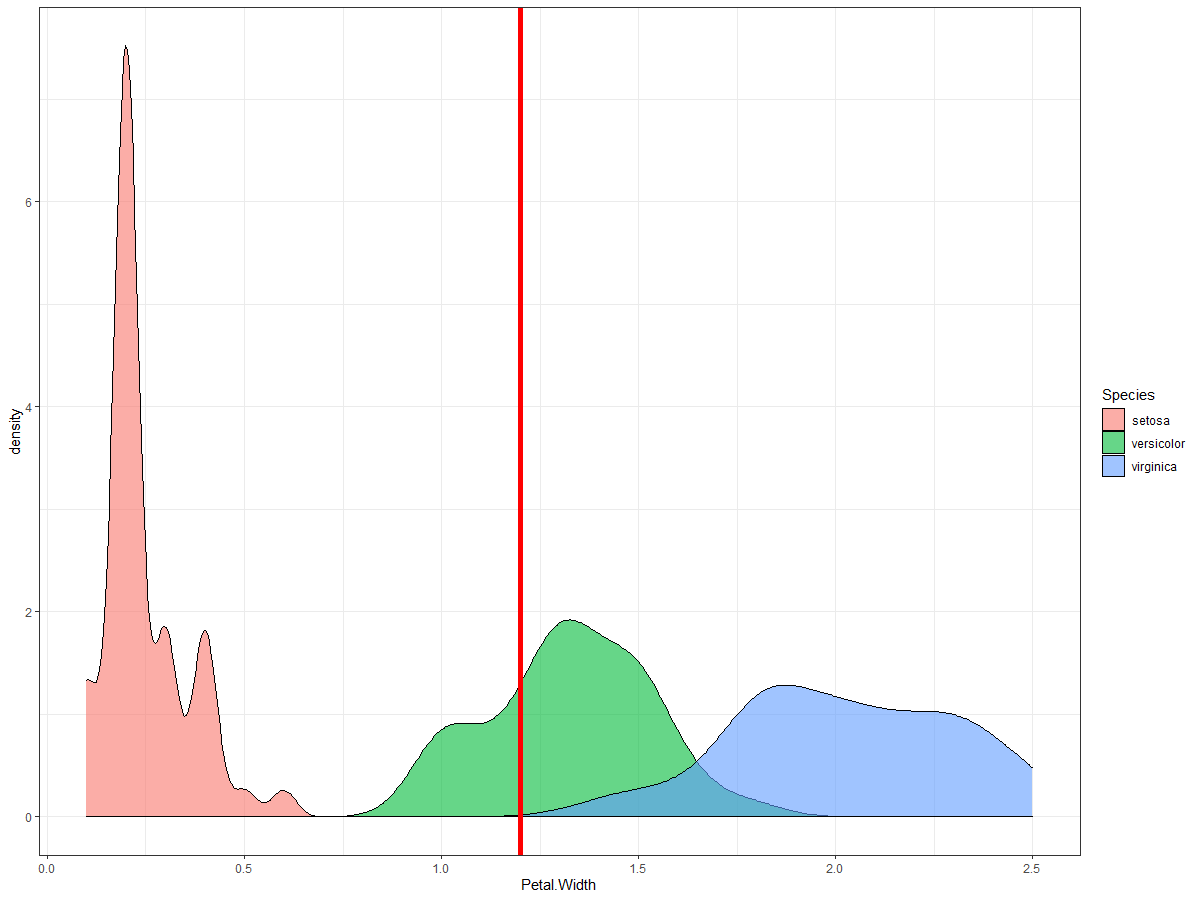 6
4
2
0
density
0.0 0.5 1.0 1.5 2.0 2.5
Petal.Width
Species
setosa
versicolor
virginica